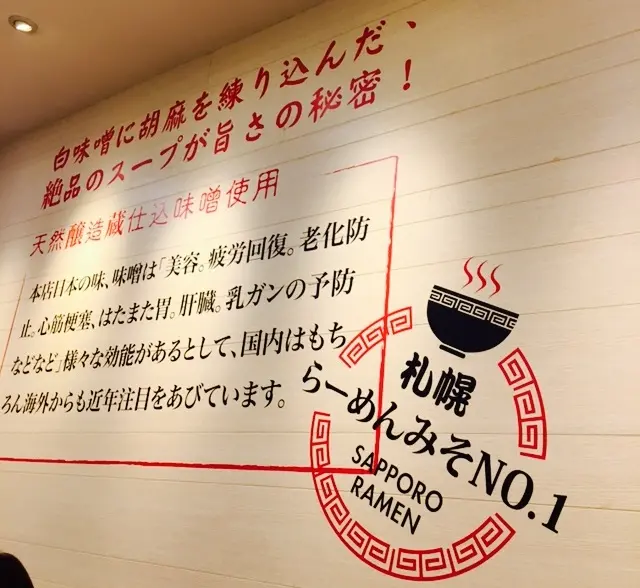 白味噌に胡麻を練り込んだ、
絶品のスープが旨さの秘密！
天然醸造蔵仕込味噌使用
本店日本の味、味噌は「美容。疲労回復。老化防
止。心筋梗塞、はたまた胃。肝臓。乳ガンの予防
などなど」様々な効能があるとして、国内はもち
ろん海外からも近年注目をあびています。
札幌
らーめんみそNO.1
SAPPORO
RAMEN